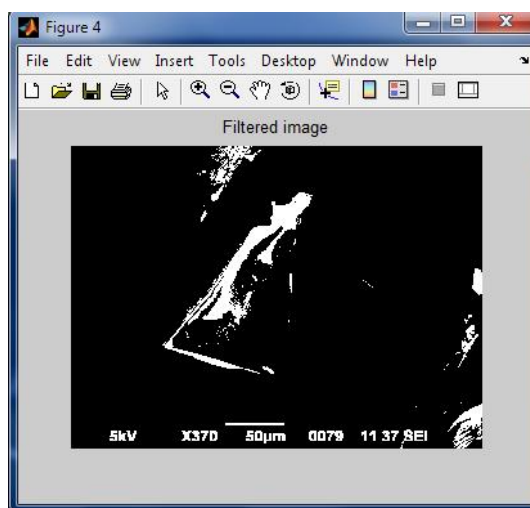 Figure 4
File Edit View Insert Tools Desktop Window Help
Filtered image
5kV X370 50µm 0079 11 37 SEI